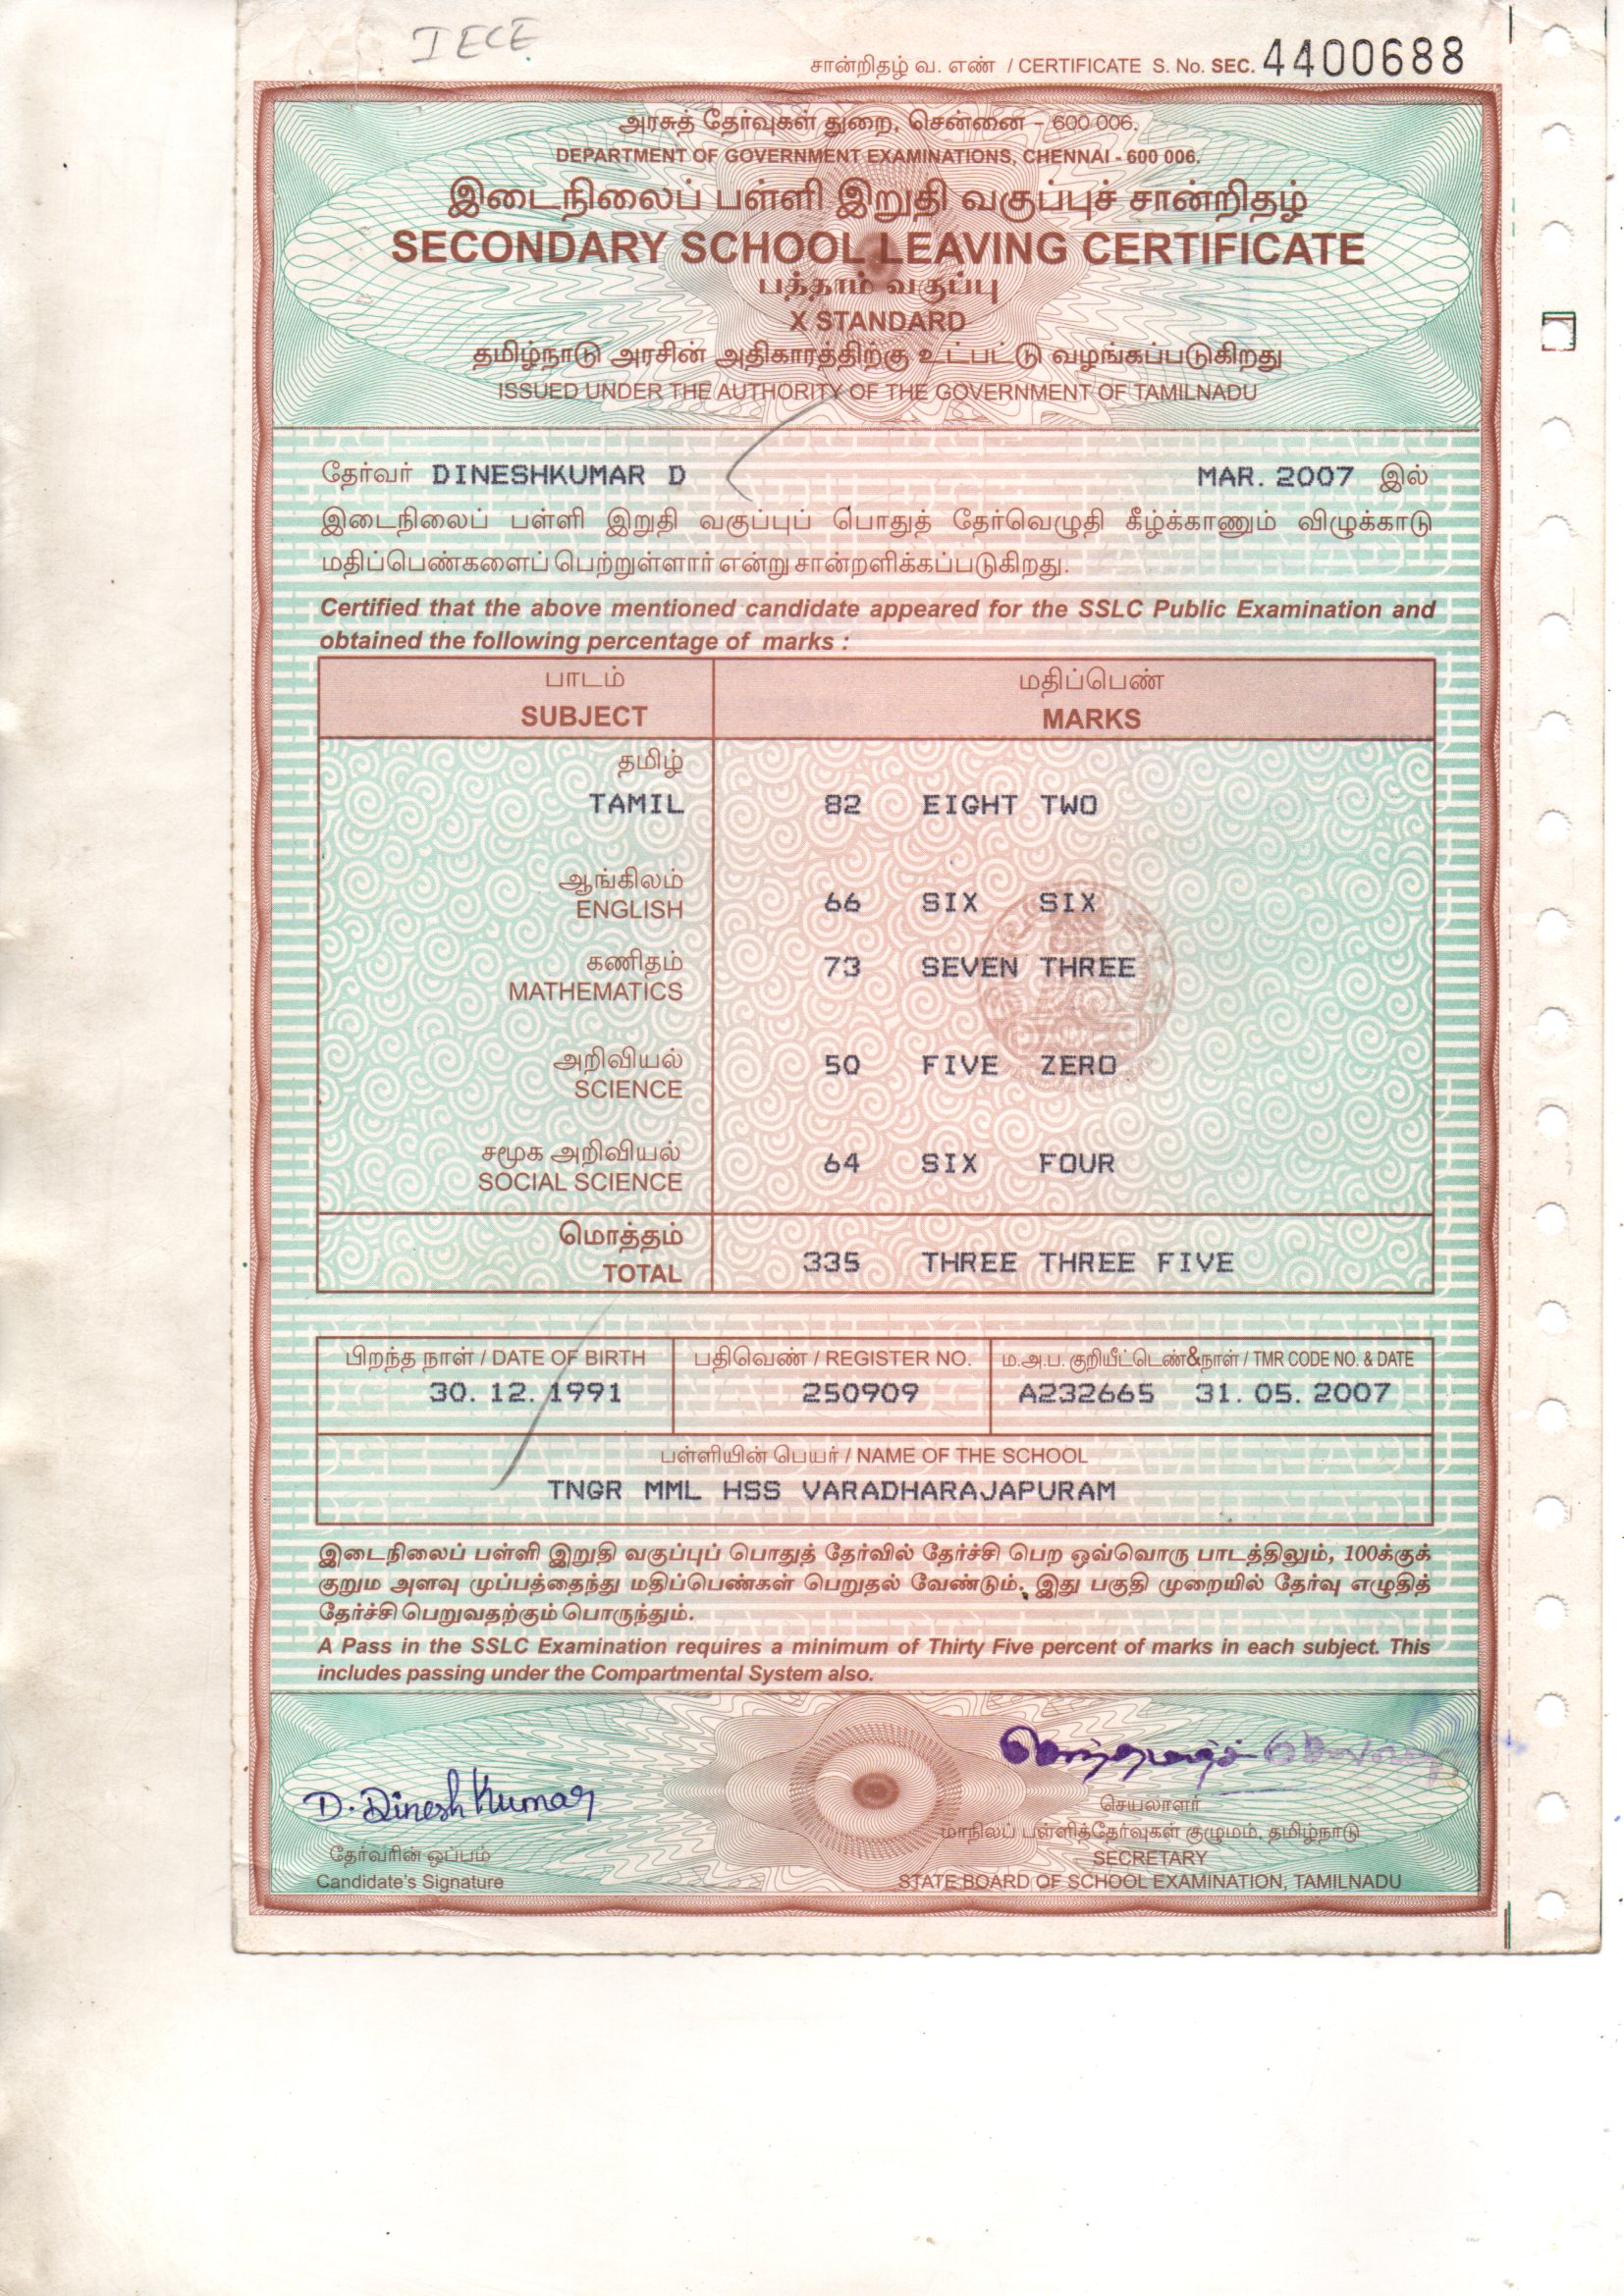 I ECE
சான்றிதழ் வ. எண் / CERTIFICATE S. No. SEC. 4400688
அரசுத் தேர்வுகள் துறை, சென்னை – 600 006.
DEPARTMENT OF GOVERNMENT EXAMINATIONS, CHENNAI - 600 006.
இடைநிலைப் பள்ளி இறுதி வகுப்புச் சான்றிதழ்
SECONDARY SCHOOL LEAVING CERTIFICATE
பத்தாம் வகுப்பு
X STANDARD
தமிழ்நாடு அரசின் அதிகாரத்திற்கு உட்பட்டு வழங்கப்படுகிறது
ISSUED UNDER THE AUTHORITY OF THE GOVERNMENT OF TAMILNADU
தேர்வர் DINESHKUMAR D MAR. 2007 இல்
இடைநிலைப் பள்ளி இறுதி வகுப்புப் பொதுத் தேர்வெழுதி கீழ்க்காணும் விழுக்காடு
மதிப்பெண்களைப் பெற்றுள்ளார் என்று சான்றளிக்கப்படுகிறது.
Certified that the above mentioned candidate appeared for the SSLC Public Examination and
obtained the following percentage of marks :
பாடம் மதிப்பெண்
SUBJECT MARKS
தமிழ்
TAMIL 82 EIGHT TWO
ஆங்கிலம்
ENGLISH 66 SIX SIX
கணிதம்
MATHEMATICS 73 SEVEN THREE
அறிவியல்
SCIENCE 50 FIVE ZERO
சமூக அறிவியல்
SOCIAL SCIENCE 64 SIX FOUR
மொத்தம்
TOTAL 335 THREE THREE FIVE
பிறந்த நாள் / DATE OF BIRTH பதிவெண் / REGISTER NO. ம.அ.ப. குறியீட்டெண்&நாள் / TMR CODE NO. & DATE
30. 12. 1991 250909 A232665 31. 05. 2007
பள்ளியின் பெயர் / NAME OF THE SCHOOL
TNGR MML HSS VARADHARAJAPURAM
இடைநிலைப் பள்ளி இறுதி வகுப்புப் பொதுத் தேர்வில் தேர்ச்சி பெற ஒவ்வொரு பாடத்திலும், 100க்குக்
குறும அளவு முப்பத்தைந்து மதிப்பெண்கள் பெறுதல் வேண்டும். இது பகுதி முறையில் தேர்வு எழுதித்
தேர்ச்சி பெறுவதற்கும் பொருந்தும்.
A Pass in the SSLC Examination requires a minimum of Thirty Five percent of marks in each subject. This
includes passing under the Compartmental System also.
D. Dinesh Kumar
தேர்வரின் ஒப்பம்
Candidate's Signature
செயலாளர்
மாநிலப் பள்ளித்தேர்வுகள் குழுமம், தமிழ்நாடு
SECRETARY
STATE BOARD OF SCHOOL EXAMINATION, TAMILNADU